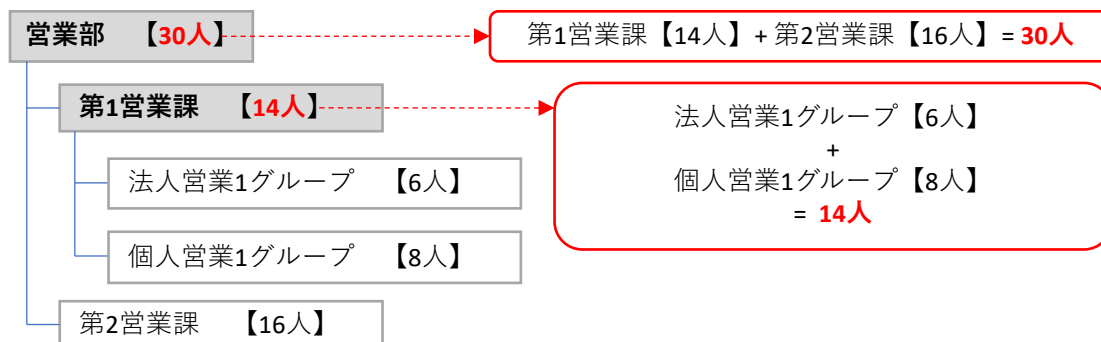 営業部 【30人】
第1営業課【14人】+ 第2営業課【16人】= 30人
第1営業課 【14人】
法人営業1グループ【6人】
+
個人営業1グループ【8人】
= 14人
法人営業1グループ 【6人】
個人営業1グループ 【8人】
第2営業課 【16人】